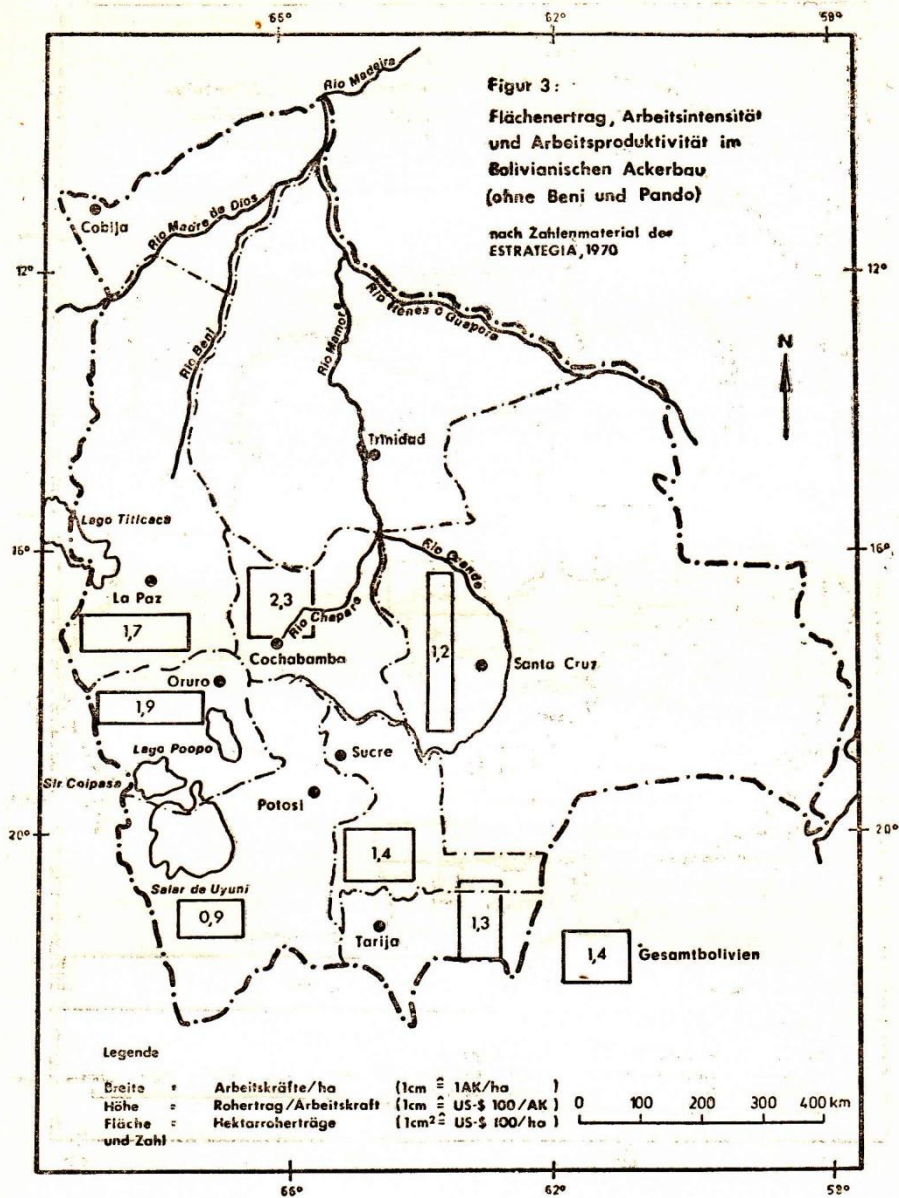 65° 62° 58°
Figur 3:
Flächenertrag, Arbeitsintensität
und Arbeitsproduktivität im
Bolivianischen Ackerbau
(ohne Beni und Pando)
nach Zahlenmaterial der
ESTRATEGIA, 1970
Rio Madeira
Cobija
Rio Madre de Dios
12° 12°
Rio Beni
Rio Mamor
Rio Itenes o Guapora
N
Trinidad
Lago Titicaca
16° 16°
La Paz
1,7
2,3
Rio Chapare
Cochabamba
Rio Grande
1,2
Santa Cruz
Oruro
1,9
Lago Poopo
Sucre
Slr Coipasa
Potosi
20° 20°
1,4
Salar de Uyuni
0,9
Tarija
1,3
1,4 Gesamtbolivien
Legende
Breite = Arbeitskräfte/ha (1cm ≙ 1AK/ha )
Höhe = Rohertrag/Arbeitskraft (1cm ≙ US-$ 100/AK )
Fläche = Hektarroherträge (1cm² ≙ US-$ 100/ha )
und Zahl
0 100 200 300 400 km
66° 62° 58°